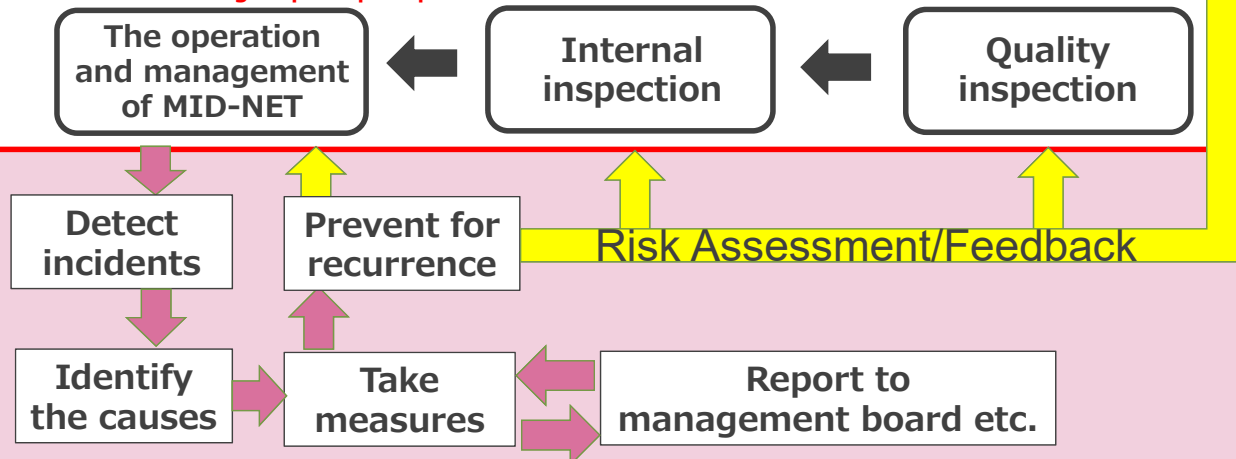 The operation
and management
of MID-NET
Internal
inspection
Quality
inspection
Detect
incidents
Prevent for
recurrence
Risk Assessment/Feedback
Identify
the causes
Take
measures
Report to
management board etc.